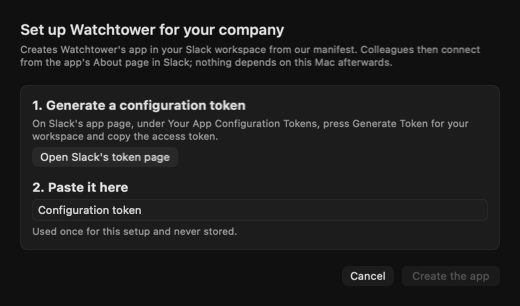 Set up Watchtower for your company
Creates Watchtower's app in your Slack workspace from our manifest. Colleagues then connect
from the app's About page in Slack; nothing depends on this Mac afterwards.
1. Generate a configuration token
On Slack's app page, under Your App Configuration Tokens, press Generate Token for your
workspace and copy the access token.
Open Slack's token page
2. Paste it here
Configuration token
Used once for this setup and never stored.
Cancel
Create the app